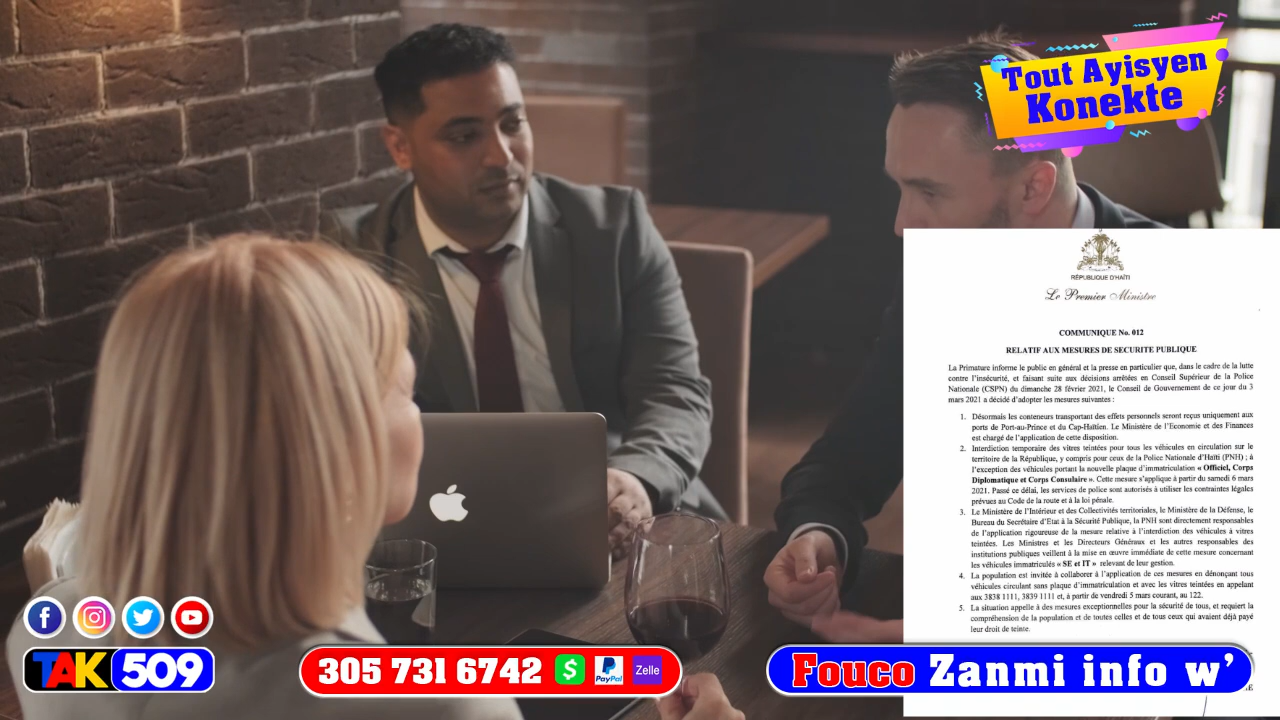 Tout Ayisyen
Konekte
RÉPUBLIQUE D'HAÏTI
Le Premier Ministre
COMMUNIQUE No. 012
RELATIF AUX MESURES DE SECURITE PUBLIQUE
La Primature informe le public en général et la presse en particulier que, dans le cadre de la lutte
contre l'insécurité, et faisant suite aux décisions arrêtées en Conseil Supérieur de la Police
Nationale (CSPN) du dimanche 28 février 2021, le Conseil de Gouvernement de ce jour du 3
mars 2021 a décidé d'adopter les mesures suivantes :
1. Désormais les conteneurs transportant des effets personnels seront reçus uniquement aux
ports de Port-au-Prince et du Cap-Haïtien. Le Ministère de l'Economie et des Finances
est chargé de l'application de cette disposition.
2. Interdiction temporaire des vitres teintées pour tous les véhicules en circulation sur le
territoire de la République, y compris pour ceux de la Police Nationale d'Haïti (PNH) ; à
l'exception des véhicules portant la nouvelle plaque d'immatriculation « Officiel, Corps
Diplomatique et Corps Consulaire ». Cette mesure s'applique à partir du samedi 6 mars
2021. Passé ce délai, les services de police sont autorisés à utiliser les contraintes légales
prévues au Code de la route et à la loi pénale.
3. Le Ministère de l'Intérieur et des Collectivités territoriales, le Ministère de la Défense, le
Bureau du Secrétaire d'Etat à la Sécurité Publique, la PNH sont directement responsables
de l'application rigoureuse de la mesure relative à l'interdiction des véhicules à vitres
teintées. Les Ministres et les Directeurs Généraux et les autres responsables des
institutions publiques veillent à la mise en œuvre immédiate de cette mesure concernant
les véhicules immatriculés « SE et IT » relevant de leur gestion.
4. La population est invitée à collaborer à l'application de ces mesures en dénonçant tous
véhicules circulant sans plaque d'immatriculation et avec les vitres teintées en appelant
aux 3838 1111, 3839 1111 et, à partir de vendredi 5 mars courant, au 122.
5. La situation appelle à des mesures exceptionnelles pour la sécurité de tous, et requiert la
compréhension de la population et de toutes celles et de tous ceux qui avaient déjà payé
leur droit de teinte.
TAK 509
305 731 6742 $ PayPal Zelle
Fouco Zanmi info w'